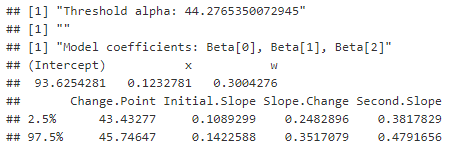 ## [1] "Threshold alpha: 44.2765350072945"
## [1] ""
## [1] "Model coefficients: Beta[0], Beta[1], Beta[2]"
## (Intercept)           x           w
##  93.6254281   0.1232781   0.3004276
##       Change.Point Initial.Slope Slope.Change Second.Slope
## 2.5%      43.43277     0.1089299    0.2482896    0.3817829
## 97.5%     45.74647     0.1422588    0.3517079    0.4791656